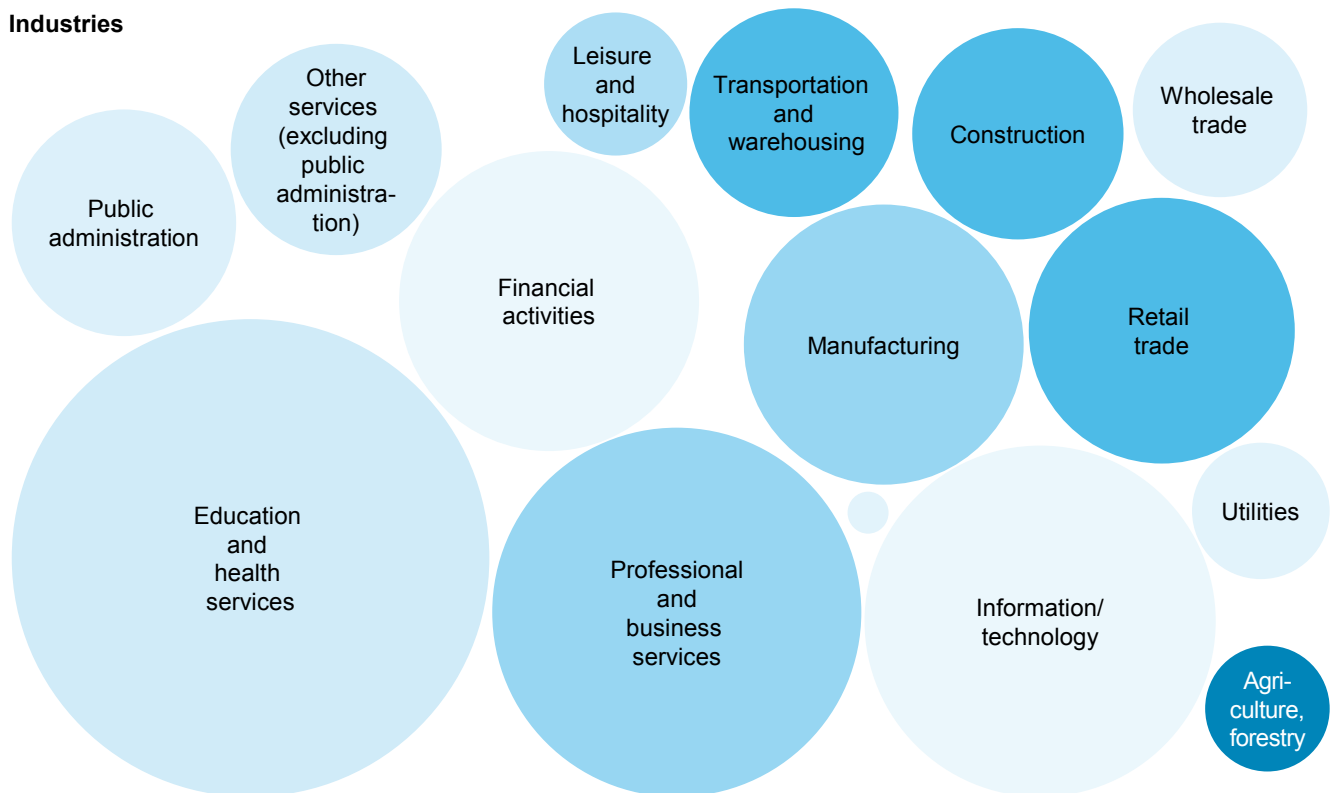 Industries
Other
services
(excluding
public
administra-
tion)
Leisure
and
hospitality
Transportation
and
warehousing
Construction
Wholesale
trade
Public
administration
Financial
activities
Manufacturing
Retail
trade
Education
and
health
services
Professional
and
business
services
Information/
technology
Utilities
Agri-
culture,
forestry